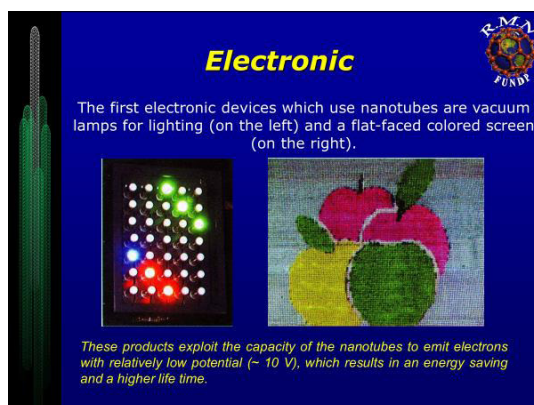 R.M.N
FUNDP
Electronic
The first electronic devices which use nanotubes are vacuum
lamps for lighting (on the left) and a flat-faced colored screen
(on the right).
These products exploit the capacity of the nanotubes to emit electrons
with relatively low potential (~ 10 V), which results in an energy saving
and a higher life time.